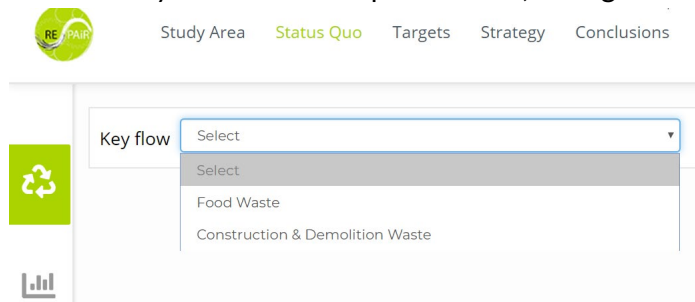 RE PAiR
Study Area Status Quo Targets Strategy Conclusions
Key flow Select
Select
Food Waste
Construction & Demolition Waste